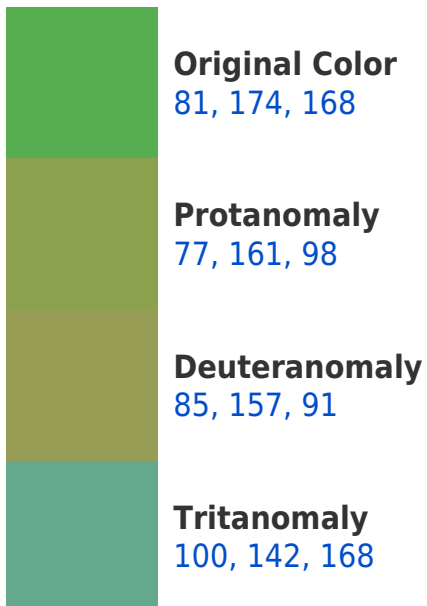 Original Color
81, 174, 168
Protanomaly
77, 161, 98
Deuteranomaly
85, 157, 91
Tritanomaly
100, 142, 168